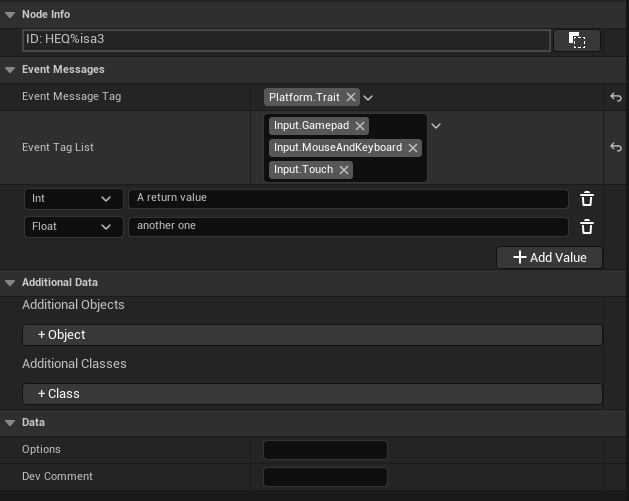 Node Info
ID: HEQ%isa3
Event Messages
Event Message Tag
Platform.Trait
Event Tag List
Input.Gamepad
Input.MouseAndKeyboard
Input.Touch
Int
A return value
Float
another one
Add Value
Additional Data
Additional Objects
+ Object
Additional Classes
+ Class
Data
Options
Dev Comment